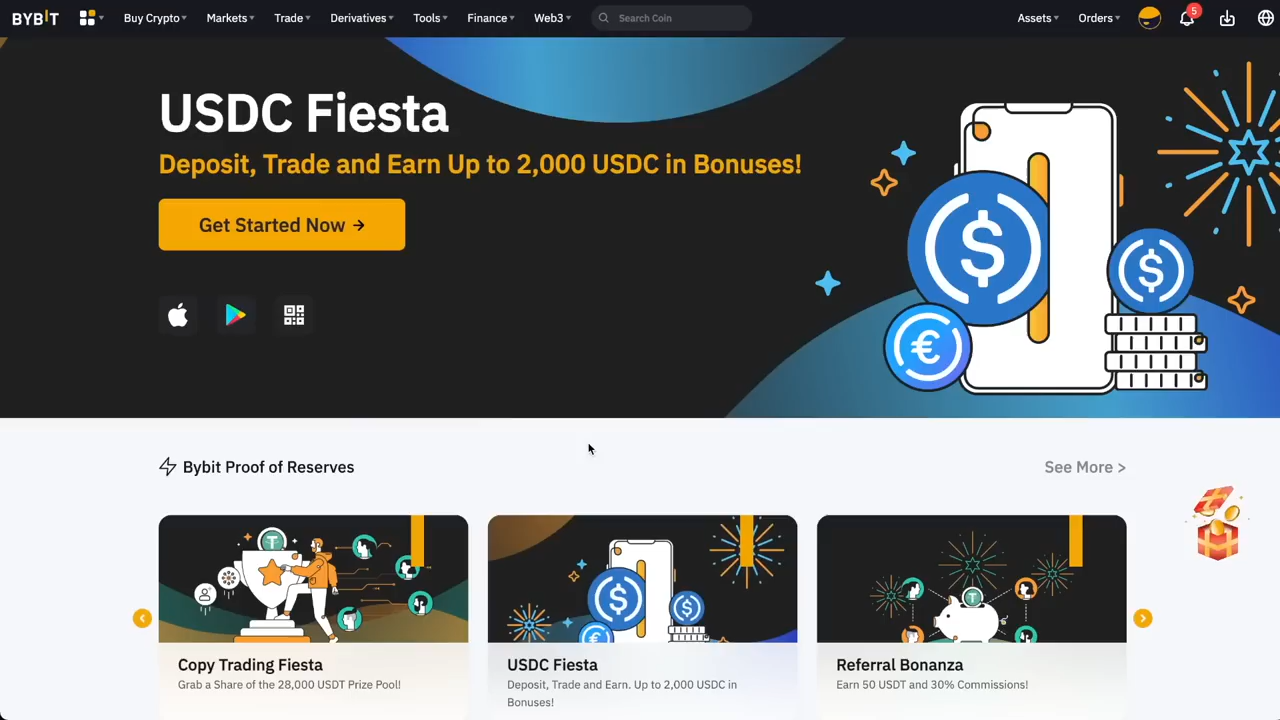 BYBIT
Buy Crypto
Markets
Trade
Derivatives
Tools
Finance
Web3
Search Coin
Assets
Orders
5
USDC Fiesta
Deposit, Trade and Earn Up to 2,000 USDC in Bonuses!
Get Started Now →
Bybit Proof of Reserves
See More >
Copy Trading Fiesta
Grab a Share of the 28,000 USDT Prize Pool!
USDC Fiesta
Deposit, Trade and Earn. Up to 2,000 USDC in
Bonuses!
Referral Bonanza
Earn 50 USDT and 30% Commissions!